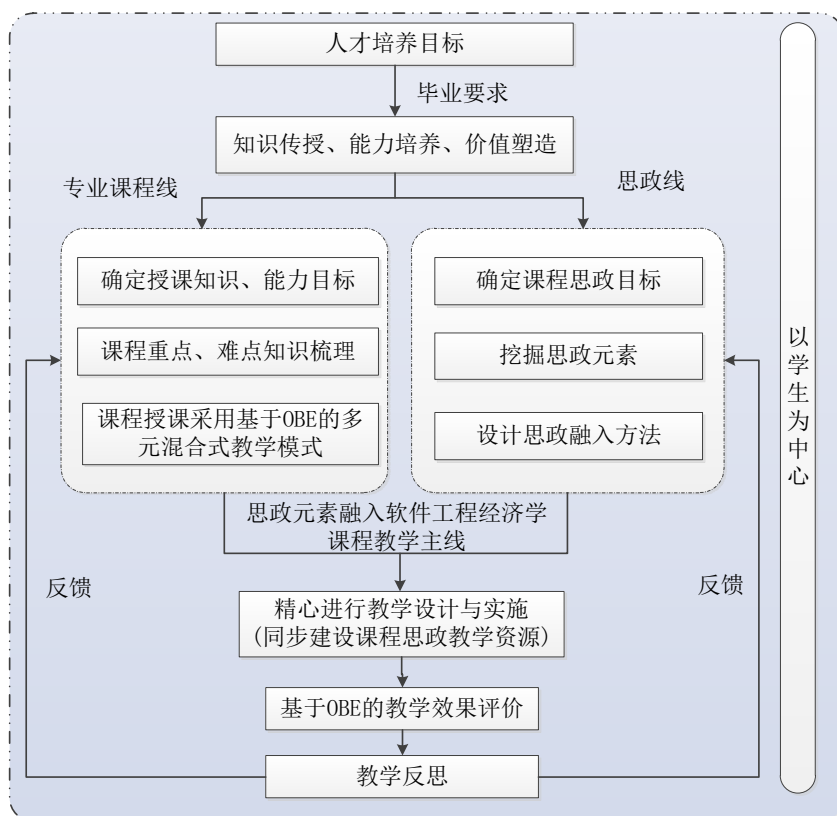 人才培养目标
毕业要求
知识传授、能力培养、价值塑造
专业课程线
思政线
确定授课知识、能力目标
课程重点、难点知识梳理
课程授课采用基于OBE的多
元混合式教学模式
确定课程思政目标
挖掘思政元素
设计思政融入方法
思政元素融入软件工程经济学
课程教学主线
反馈
反馈
精心进行教学设计与实施
(同步建设课程思政教学资源)
基于OBE的教学效果评价
教学反思
以学生为中心